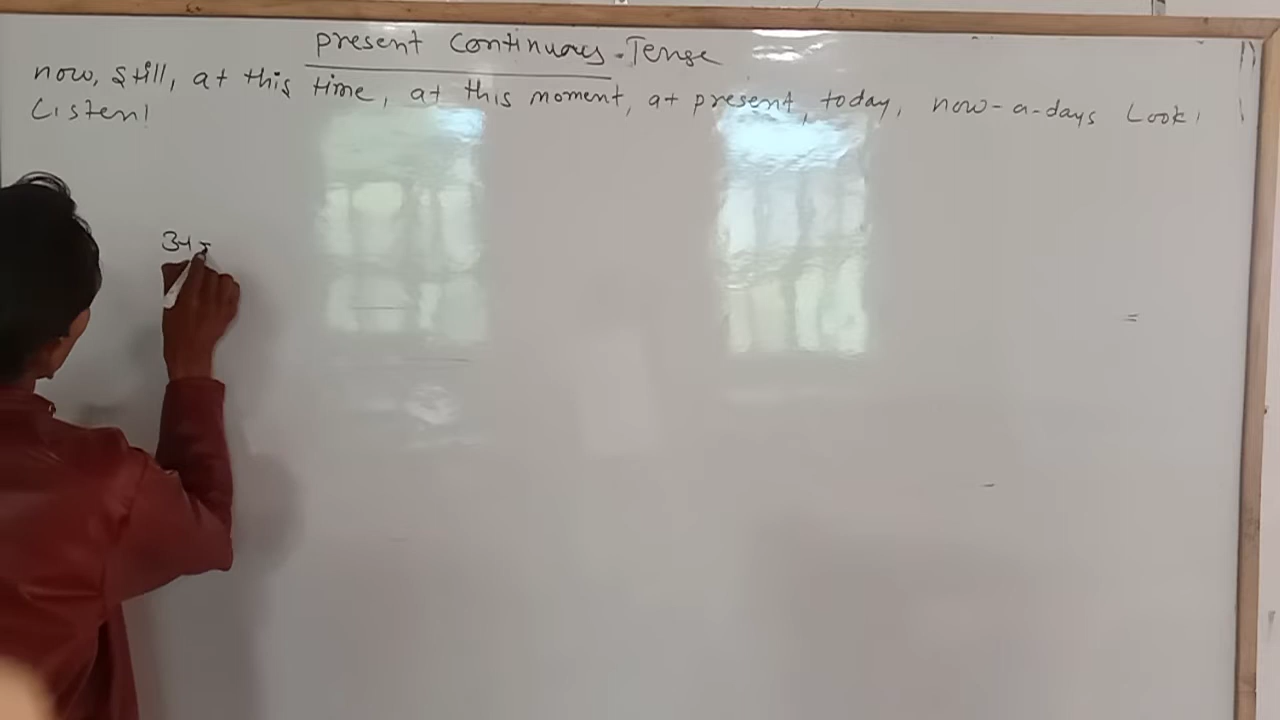 present Continuous Tense
now, still, at this time, at this moment, at present, today, now-a-days Look!
Listen!